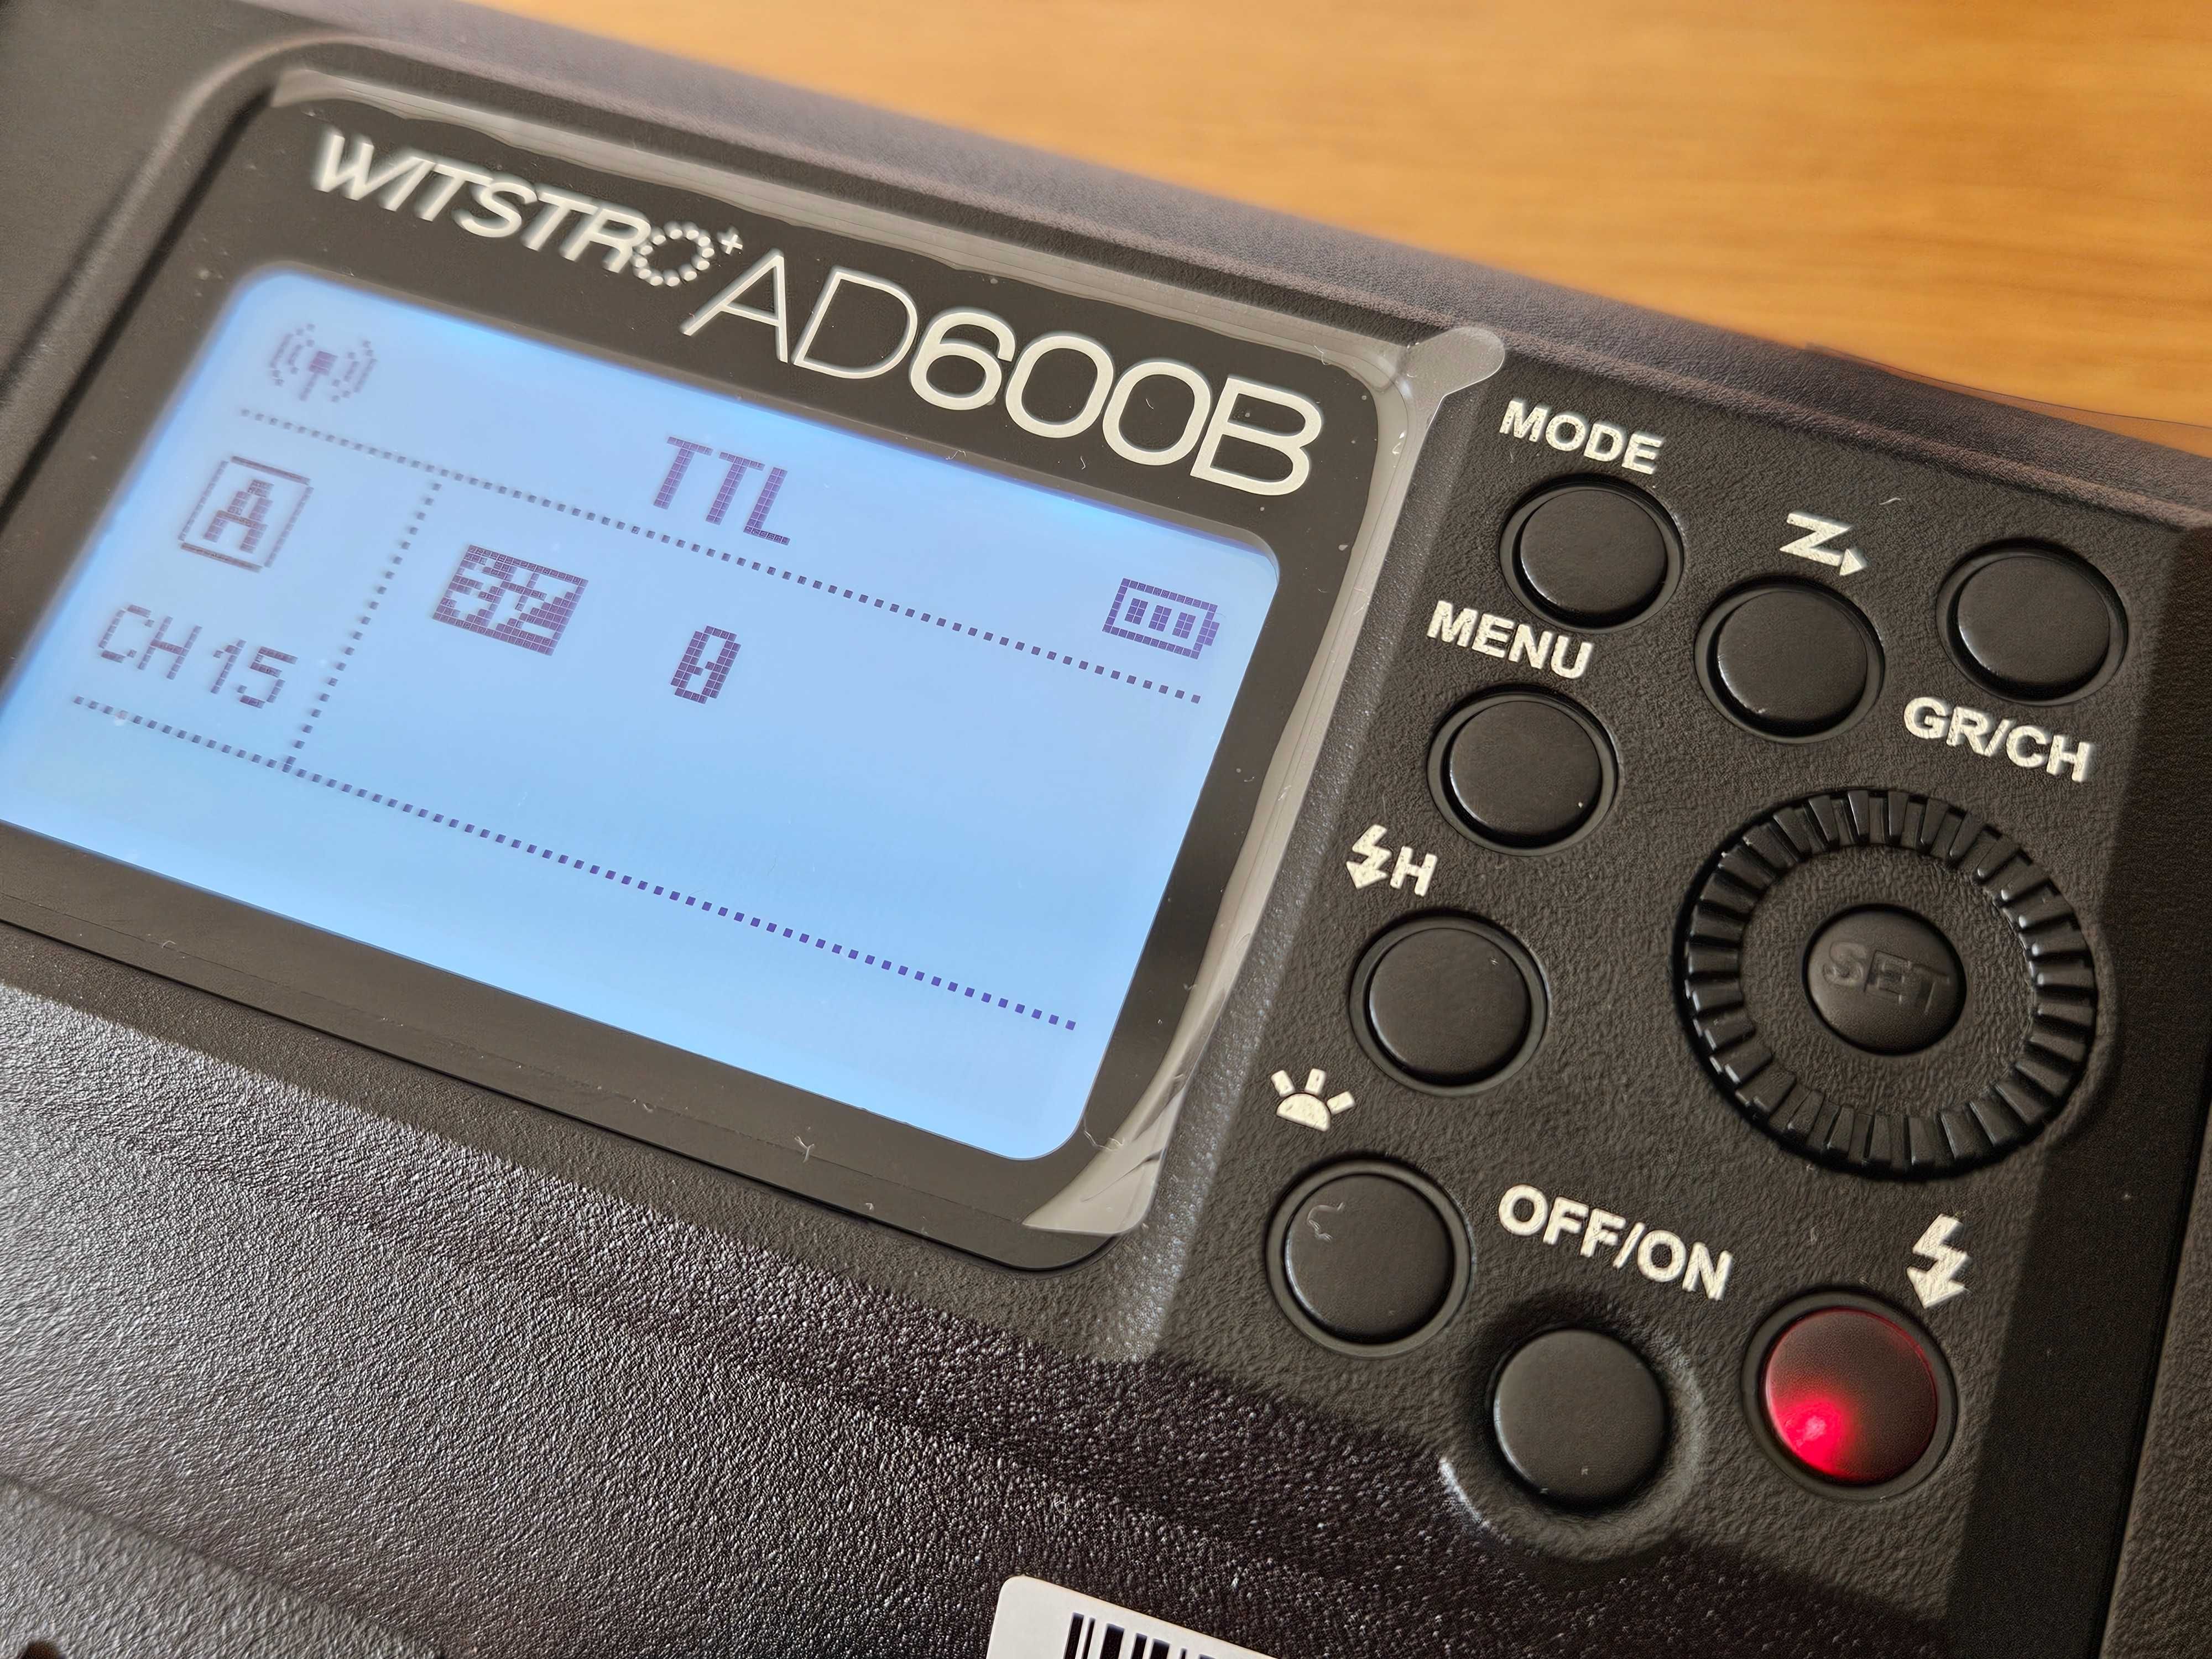 WITSTRO+ AD600B
TTL
A
CH 15
0
MODE
Z
MENU
GR/CH
H
SET
OFF/ON